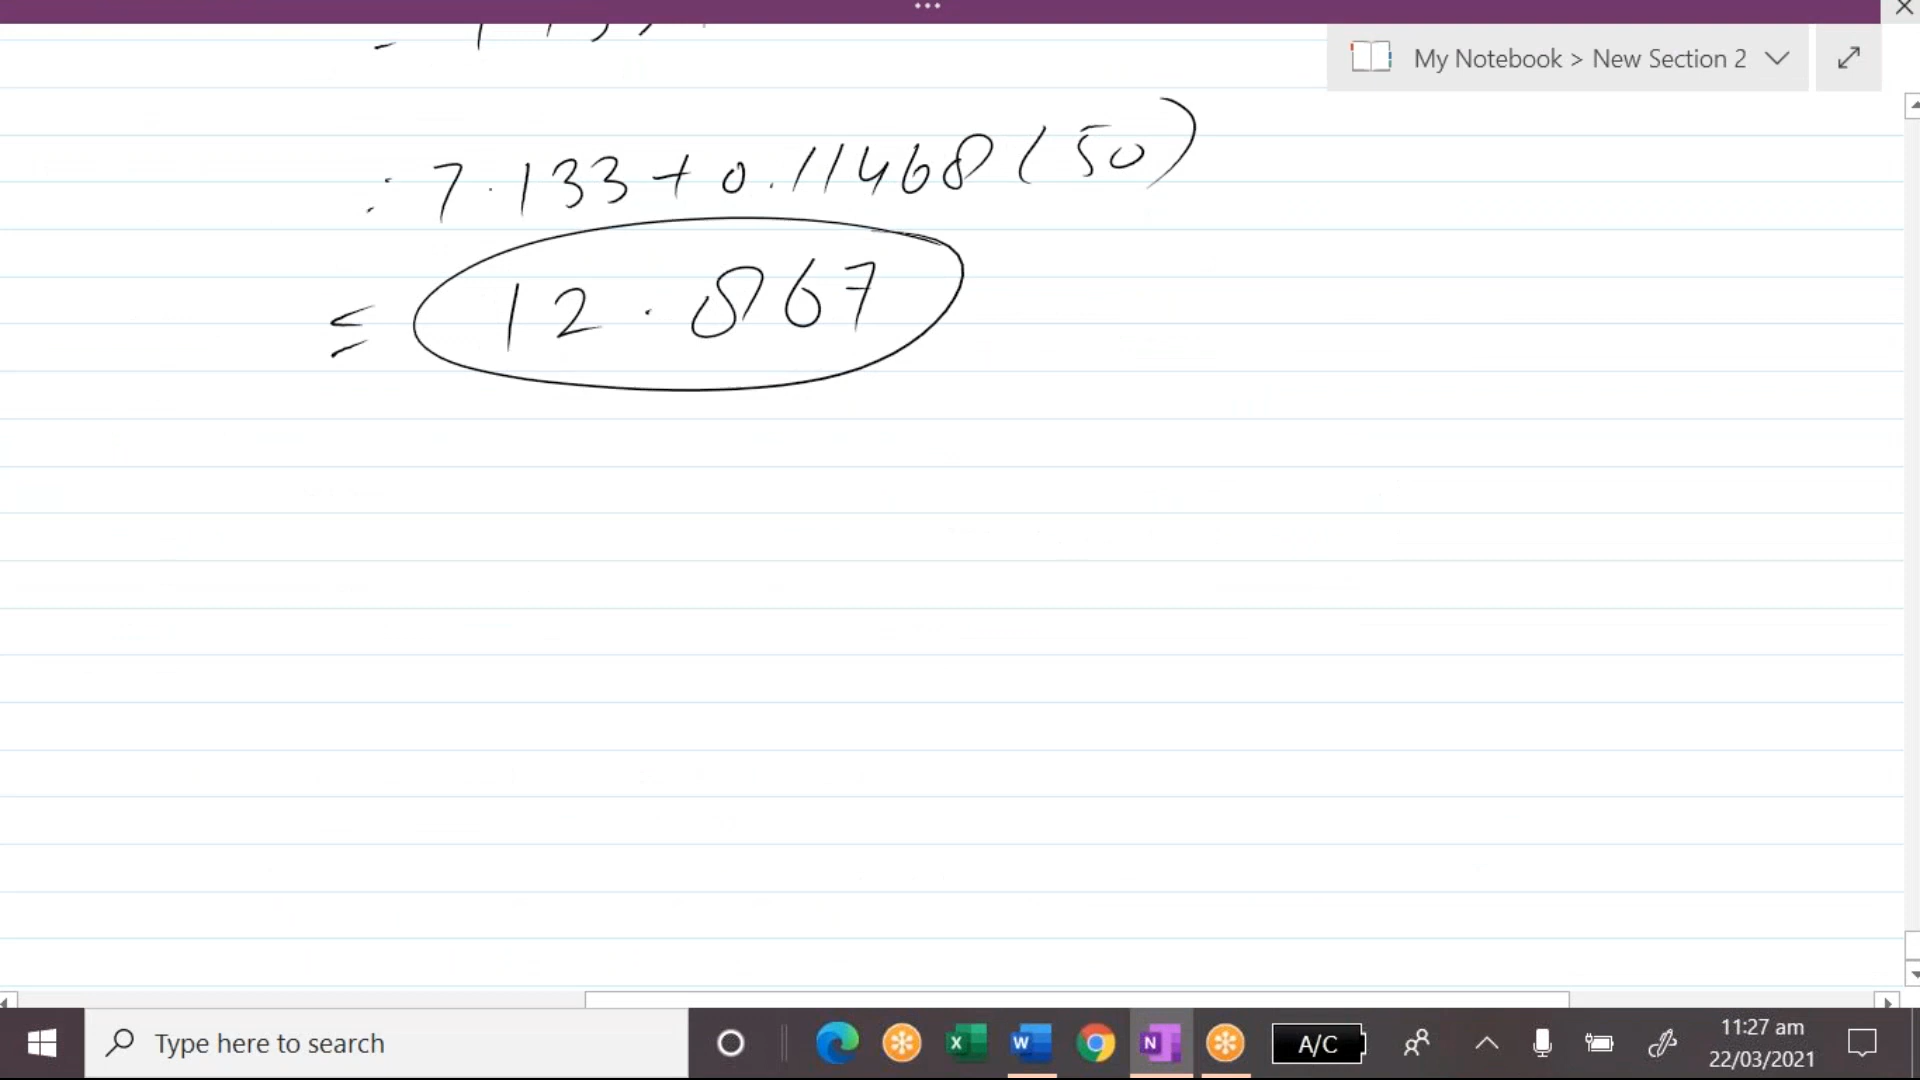 My Notebook > New Section 2
: 7.133 + 0.11468 (50)
= 12.867
Type here to search
A/C
11:27 am
22/03/2021